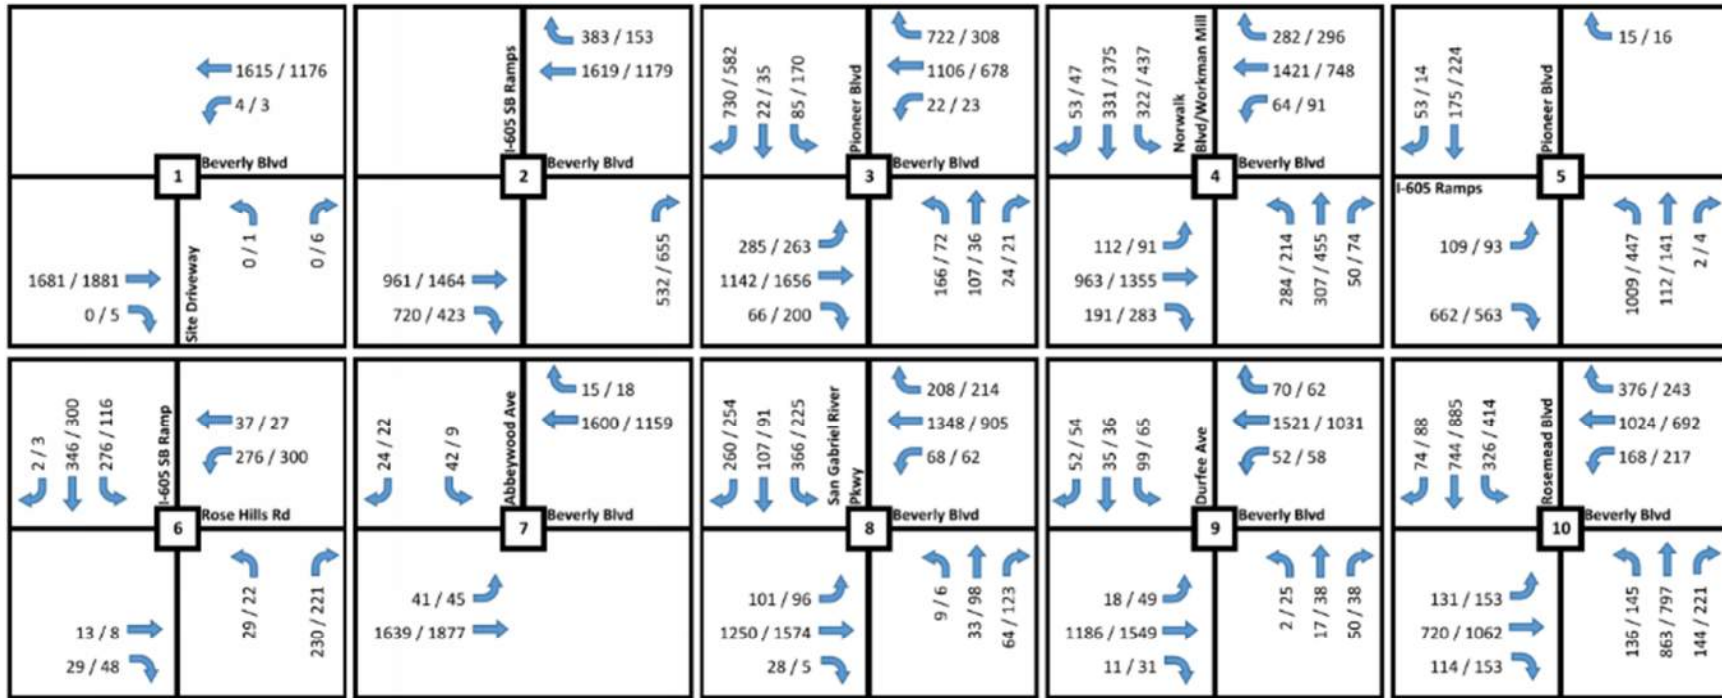 1615 / 1176
4 / 3
Beverly Blvd
1
Site Driveway
1681 / 1881
0 / 5
0 / 1
0 / 6
I-605 SB Ramps
383 / 153
1619 / 1179
Beverly Blvd
2
961 / 1464
720 / 423
532 / 655
730 / 582
22 / 35
85 / 170
Pioneer Blvd
722 / 308
1106 / 678
22 / 23
Beverly Blvd
3
285 / 263
1142 / 1656
66 / 200
166 / 72
107 / 36
24 / 21
53 / 47
331 / 375
322 / 437
Norwalk
Blvd/Workman Mill
282 / 296
1421 / 748
64 / 91
Beverly Blvd
4
112 / 91
963 / 1355
191 / 283
284 / 214
307 / 455
50 / 74
53 / 14
175 / 224
Pioneer Blvd
15 / 16
5
I-605 Ramps
109 / 93
662 / 563
1009 / 447
112 / 141
2 / 4
2 / 3
346 / 300
276 / 116
I-605 SB Ramp
37 / 27
276 / 300
Rose Hills Rd
6
13 / 8
29 / 48
29 / 22
230 / 221
24 / 22
42 / 9
Abbeywood Ave
15 / 18
1600 / 1159
Beverly Blvd
7
41 / 45
1639 / 1877
260 / 254
107 / 91
366 / 225
San Gabriel River
Pkwy
208 / 214
1348 / 905
68 / 62
Beverly Blvd
8
101 / 96
1250 / 1574
28 / 5
9 / 6
33 / 98
64 / 123
52 / 54
35 / 36
99 / 65
Durfee Ave
70 / 62
1521 / 1031
52 / 58
Beverly Blvd
9
18 / 49
1186 / 1549
11 / 31
2 / 25
17 / 38
50 / 38
74 / 88
744 / 885
326 / 414
Rosemead Blvd
376 / 243
1024 / 692
168 / 217
Beverly Blvd
10
131 / 153
720 / 1062
114 / 153
136 / 145
863 / 797
144 / 221